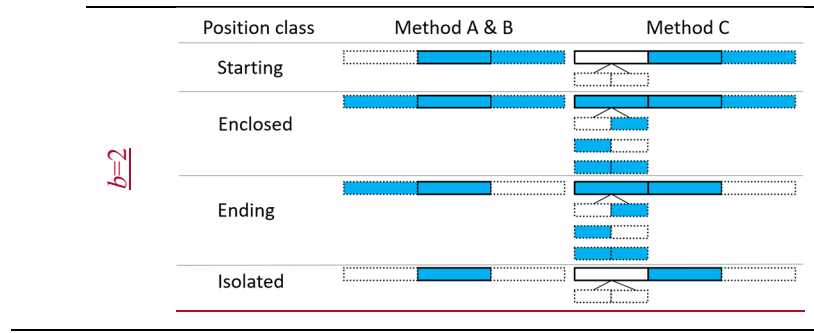 Position class Method A & B Method C
Starting
Enclosed
b=2
Ending
Isolated